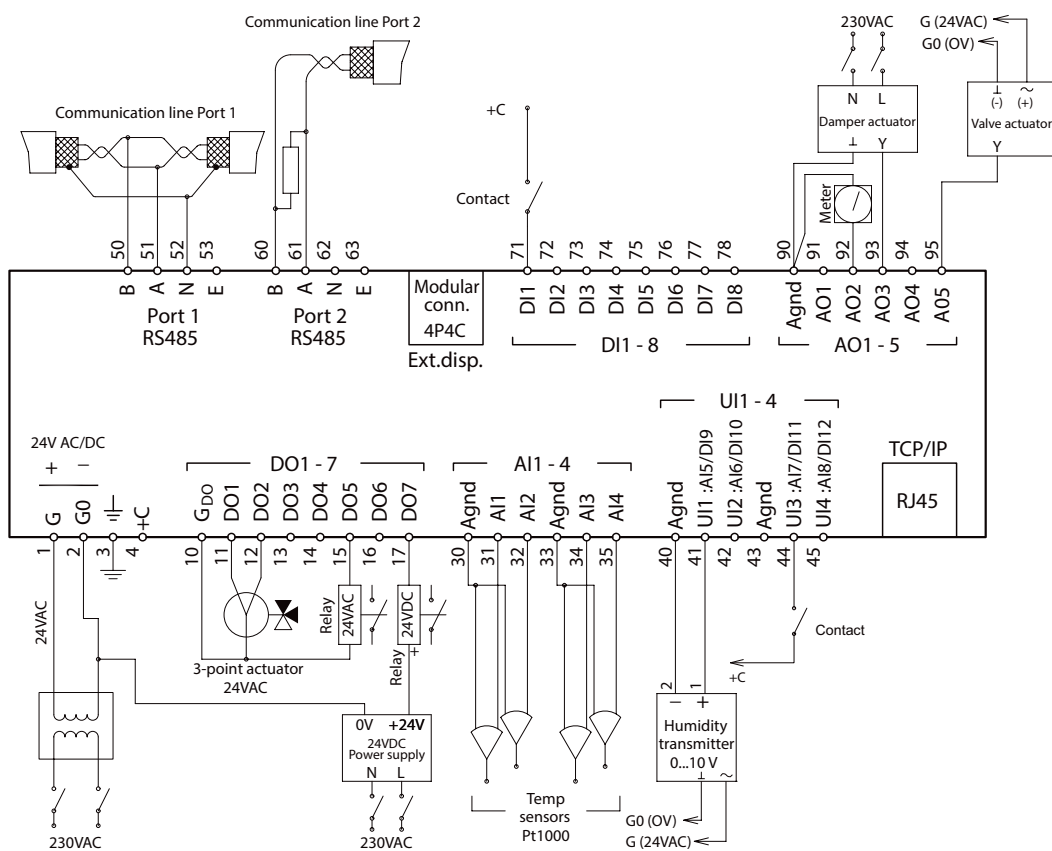 Communication line Port 2
230VAC
G (24VAC)
G0 (OV)
Communication line Port 1
+C
N L
Damper actuator
⊥ Y
⊥ ~
(-) (+)
Valve actuator
Y
Contact
Meter
50 51 52 53
60 61 62 63
71 72 73 74 75 76 77 78
90 91 92 93 94 95
B A N E
Port 1
RS485
B A N E
Port 2
RS485
Modular
conn.
4P4C
Ext.disp.
DI1 DI2 DI3 DI4 DI5 DI6 DI7 DI8
DI1 - 8
Agnd AO1 AO2 AO3 AO4 A05
AO1 - 5
24V AC/DC
+ −
G G0 +C
DO1 - 7
GDO DO1 DO2 DO3 DO4 DO5 DO6 DO7
AI1 - 4
Agnd AI1 AI2 Agnd AI3 AI4
UI1 - 4
Agnd
UI1 :AI5/DI9
UI2 :AI6/DI10
Agnd
UI3 :AI7/DI11
UI4 :AI8/DI12
TCP/IP
RJ45
1 2 3 4
10 11 12 13 14 15 16 17
30 31 32 33 34 35
40 41 42 43 44 45
24VAC
3-point actuator
24VAC
Relay
24VAC
Relay
24VDC
+
Contact
+C
0V +24V
24VDC
Power supply
N L
2 1
− +
Humidity
transmitter
0...10 V
⊥ ~
Temp
sensors
Pt1000
G0 (OV)
G (24VAC)
230VAC
230VAC